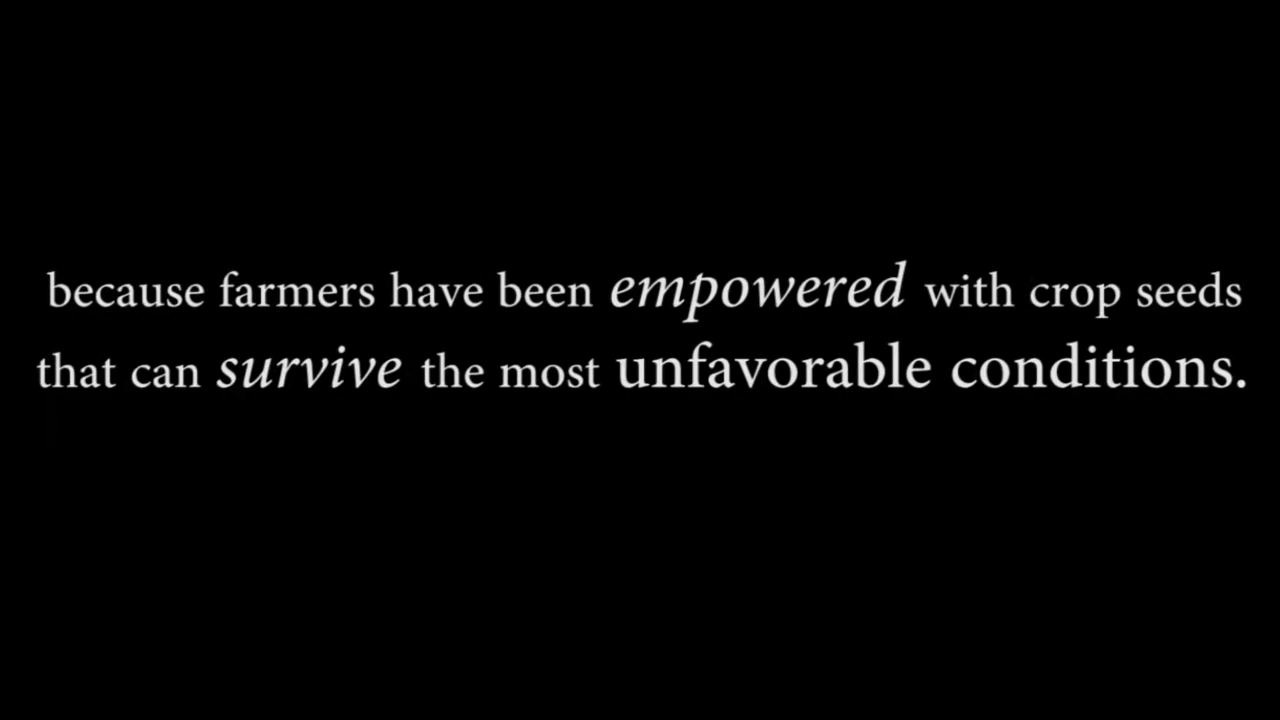 because farmers have been empowered with crop seeds
that can survive the most unfavorable conditions.